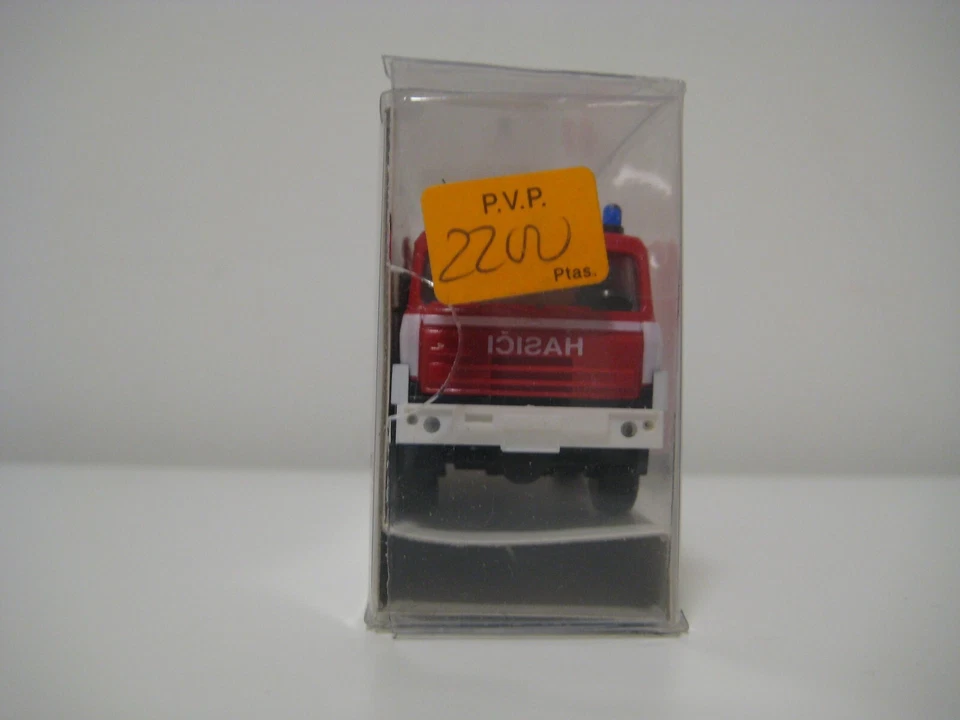 P.V.P.
2200
Ptas.
HASIČI